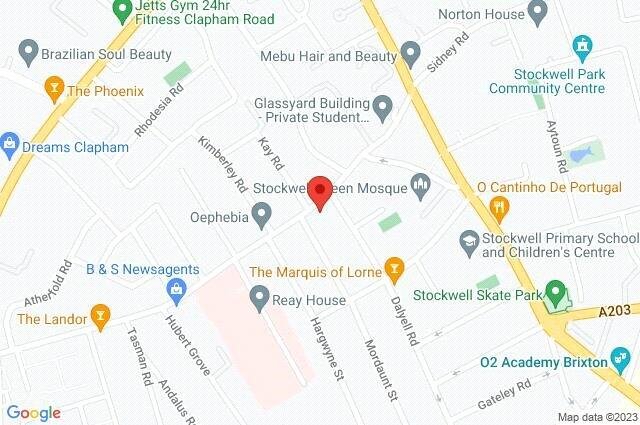 Jetts Gym 24hr
Fitness Clapham Road
Norton House
Brazilian Soul Beauty
Mebu Hair and Beauty
Sidney Rd
Stockwell Park
Community Centre
The Phoenix
Rhodesia Rd
Glassyard Building
- Private Student...
Aytoun Rd
Dreams Clapham
Kimberley Rd
Kay Rd
Stockwell Green Mosque
O Cantinho De Portugal
Oephebia
Stockwell Primary School
and Children's Centre
Atherfold Rd
B & S Newsagents
The Marquis of Lorne
Reay House
Stockwell Skate Park
A203
The Landor
Tasman Rd
Hubert Grove
Andalus Rd
Hargwyne St
Mordaunt St
Dalyell Rd
Gateley Rd
O2 Academy Brixton
Google
Map data ©2023